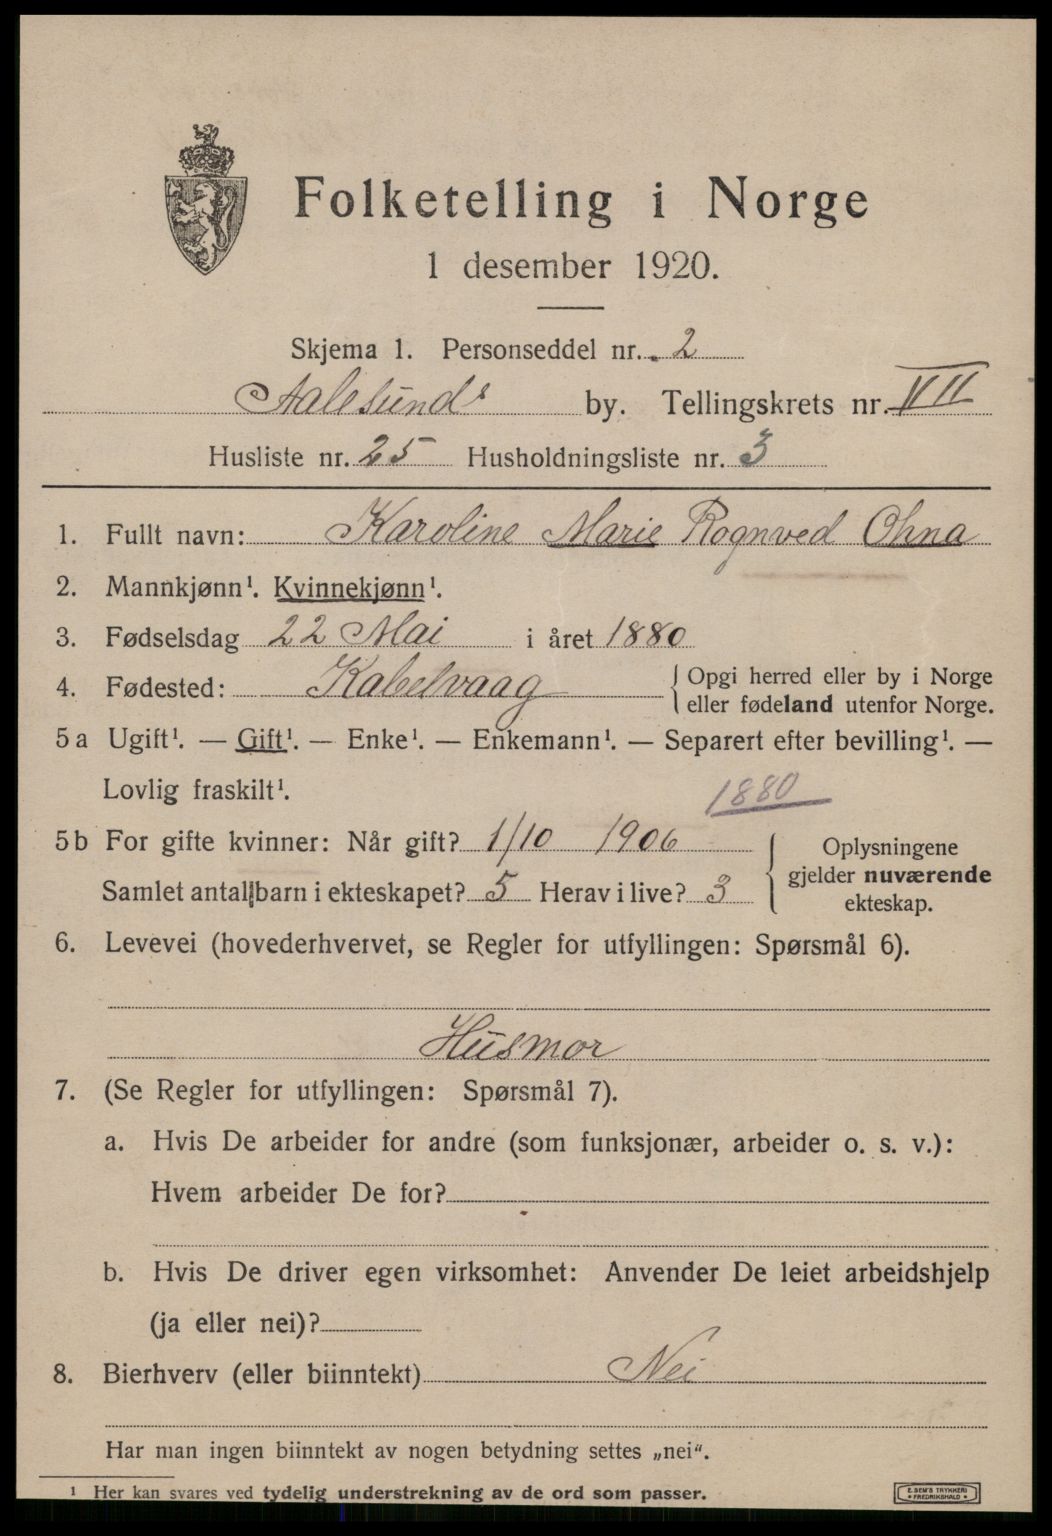 Folketelling i Norge
1 desember 1920.
Skjema 1. Personseddel nr. 2
Aalesunds by. Tellingskrets nr. VII
Husliste nr. 25 Husholdningsliste nr. 3
1. Fullt navn: Karoline Marie Rognved Ohna
2. Mannkjønn¹. Kvinnekjønn¹.
3. Fødselsdag 22 Mai i året 1880
4. Fødested: Kabelvaag { Opgi herred eller by i Norge
eller fødeland utenfor Norge.
5 a Ugift¹. — Gift¹. — Enke¹. — Enkemann¹. — Separert efter bevilling¹. —
Lovlig fraskilt¹.
1880
5 b For gifte kvinner: Når gift? 1/10 1906 } Oplysningene
gjelder nuværende
Samlet antal barn i ekteskapet? 5 Herav i live? 3
ekteskap.
6. Levevei (hovederhvervet, se Regler for utfyllingen: Spørsmål 6).
Husmor
7. (Se Regler for utfyllingen: Spørsmål 7).
a. Hvis De arbeider for andre (som funksjonær, arbeider o. s. v.):
Hvem arbeider De for?
b. Hvis De driver egen virksomhet: Anvender De leiet arbeidshjelp
(ja eller nei)?
8. Bierhverv (eller biinntekt) Nei
Har man ingen biinntekt av nogen betydning settes „nei“.
¹ Her kan svares ved tydelig understrekning av de ord som passer.
E. SEM'S TRYKKERI
• FREDRIKSHALD •